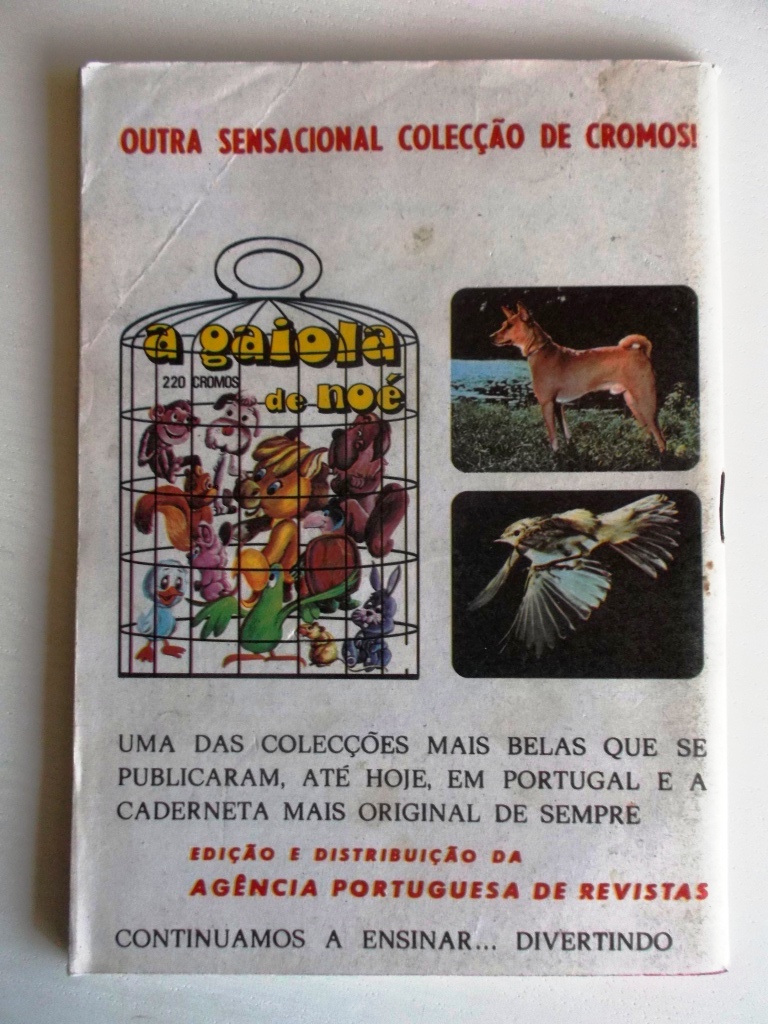 OUTRA SENSACIONAL COLECÇÃO DE CROMOS!
a gaiola
220 CROMOS
de noé
UMA DAS COLECÇÕES MAIS BELAS QUE SE
PUBLICARAM, ATÉ HOJE, EM PORTUGAL E A
CADERNETA MAIS ORIGINAL DE SEMPRE
EDIÇÃO E DISTRIBUIÇÃO DA
AGÊNCIA PORTUGUESA DE REVISTAS
CONTINUAMOS A ENSINAR... DIVERTINDO